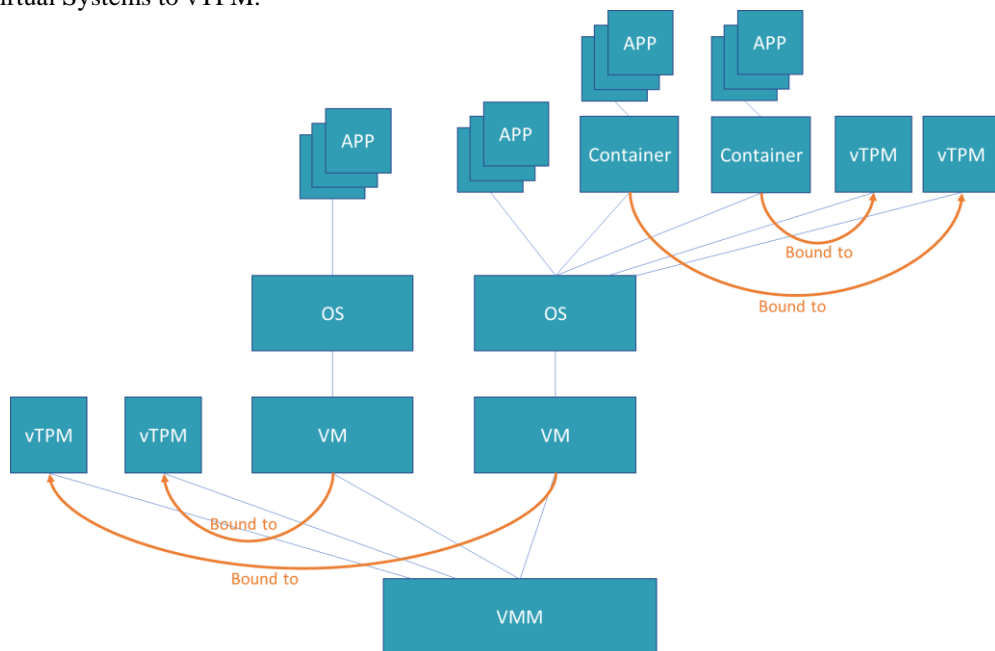 APP
APP
APP
APP
Container
Container
vTPM
vTPM
Bound to
Bound to
OS
OS
vTPM
vTPM
VM
VM
Bound to
Bound to
VMM